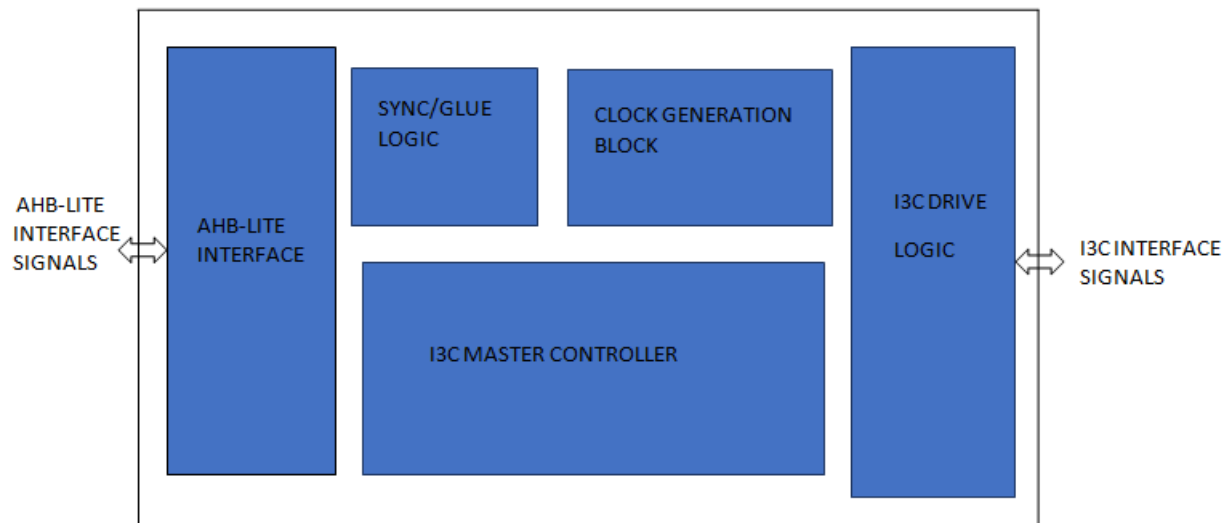 AHB-LITE
INTERFACE
SIGNALS
AHB-LITE
INTERFACE
SYNC/GLUE
LOGIC
CLOCK GENERATION
BLOCK
I3C MASTER CONTROLLER
I3C DRIVE
LOGIC
I3C INTERFACE
SIGNALS